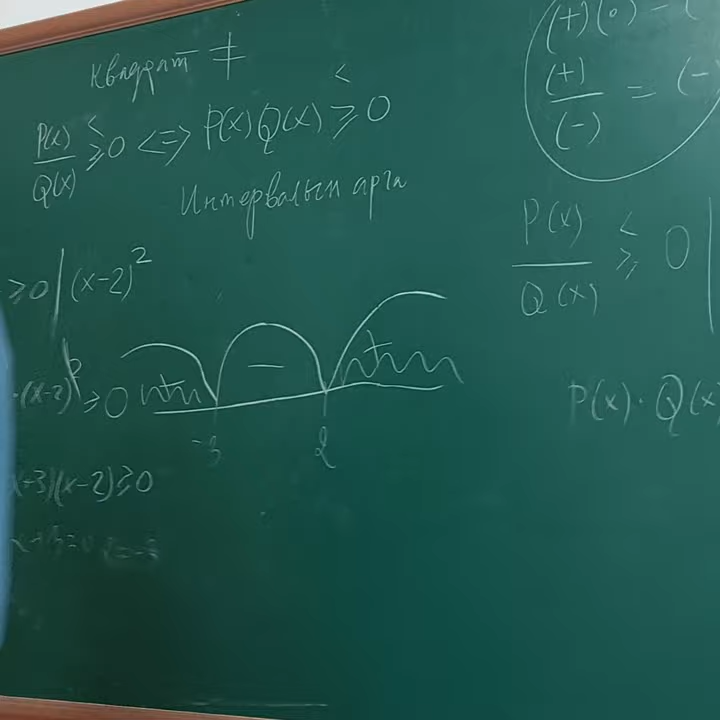 квадрат ≠
P(x)/Q(x) ≤ ≥ 0 <=> P(x)Q(x) ≤ ≥ 0
Интервалын арга
≥0 | (x-2)²
(x-2)² ≥ 0
+ - +
-3 2
x+3)(x-2) ≥ 0
(+)(
(+)/(-) = (-
P(x)/Q(x) ≤ ≥ 0
P(x)·Q(x